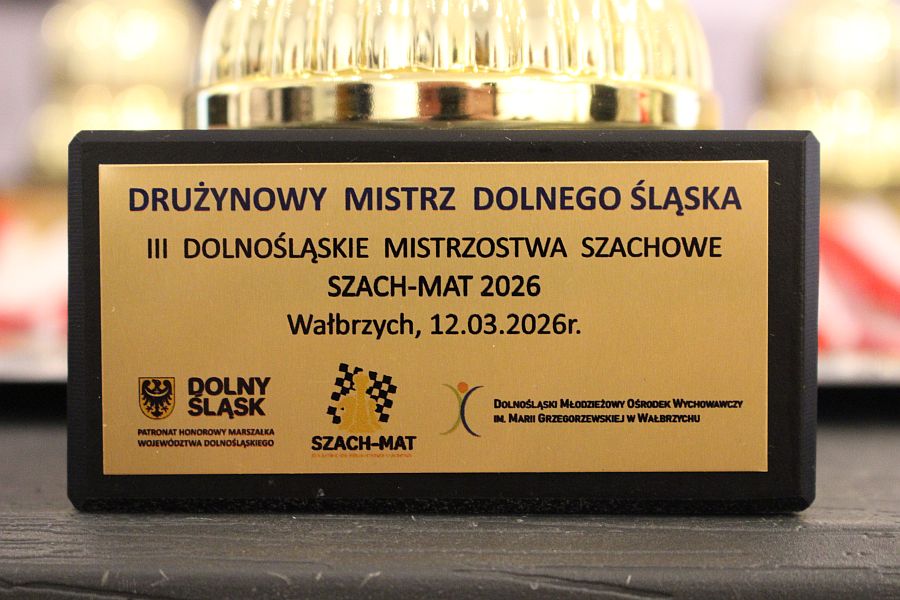 DRUŻYNOWY MISTRZ DOLNEGO ŚLĄSKA
III DOLNOŚLĄSKIE MISTRZOSTWA SZACHOWE
SZACH-MAT 2026
Wałbrzych, 12.03.2026r.
DOLNY
ŚLĄSK
PATRONAT HONOROWY MARSZAŁKA
WOJEWÓDZTWA DOLNOŚLĄSKIEGO
SZACH-MAT
DOLNOŚLĄSKI MŁODZIEŻOWY OŚRODEK WYCHOWAWCZY
IM. MARII GRZEGORZEWSKIEJ W WAŁBRZYCHU